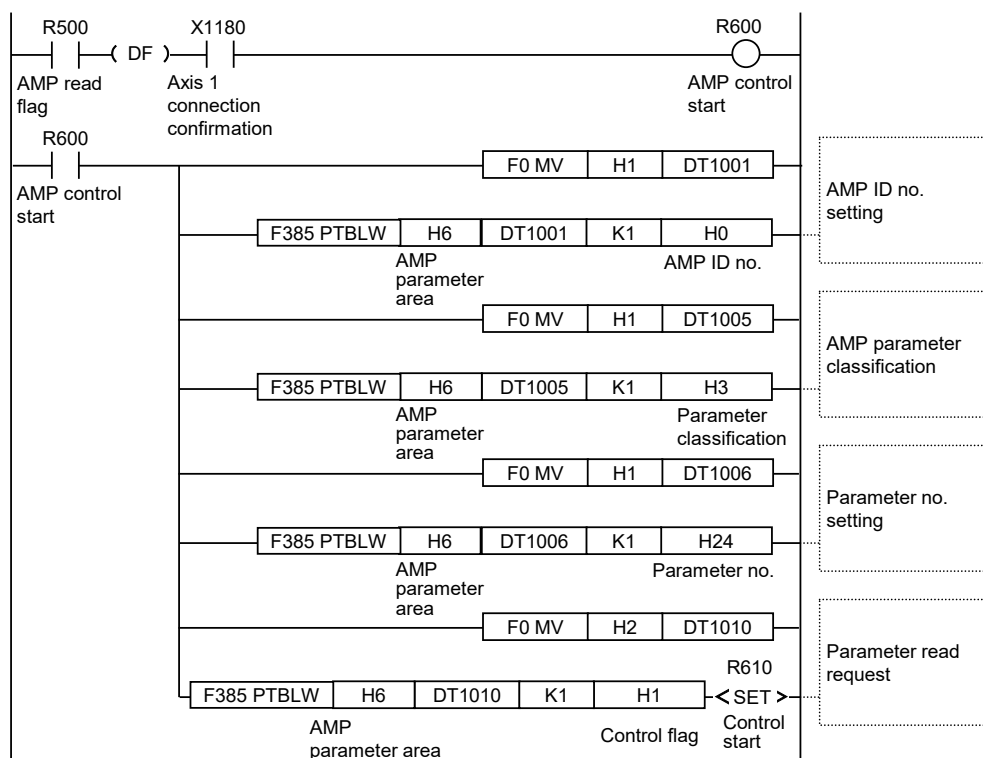 R500 X1180 R600
DF
AMP read
flag
Axis 1
connection
confirmation
AMP control
start
R600
AMP control
start
F0 MV H1 DT1001
AMP ID no.
setting
F385 PTBLW H6 DT1001 K1 H0
AMP
parameter
area
AMP ID no.
F0 MV H1 DT1005
AMP parameter
classification
F385 PTBLW H6 DT1005 K1 H3
AMP
parameter
area
Parameter
classification
F0 MV H1 DT1006
Parameter no.
setting
F385 PTBLW H6 DT1006 K1 H24
AMP
parameter
area
Parameter no.
F0 MV H2 DT1010
Parameter read
request
R610
F385 PTBLW H6 DT1010 K1 H1 SET
AMP
parameter area
Control flag
Control
start